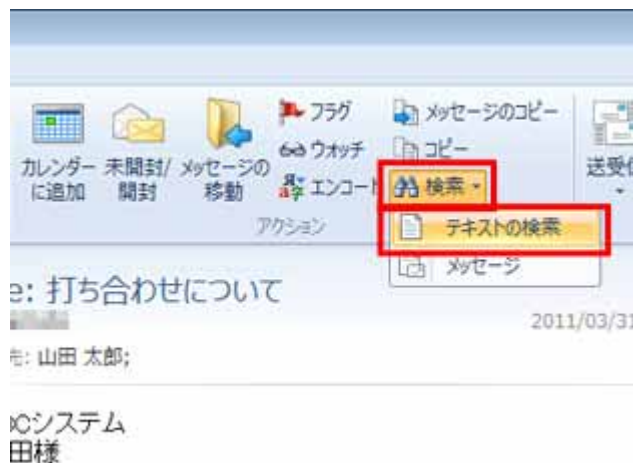 フラグ
メッセージのコピー
ウォッチ
コピー
カレンダー
に追加
未開封/
開封
メッセージの
移動
エンコード
検索
送受信
アクション
テキストの検索
メッセージ
e: 打ち合わせについて
2011/03/31
先: 山田 太郎;
Cシステム
田様